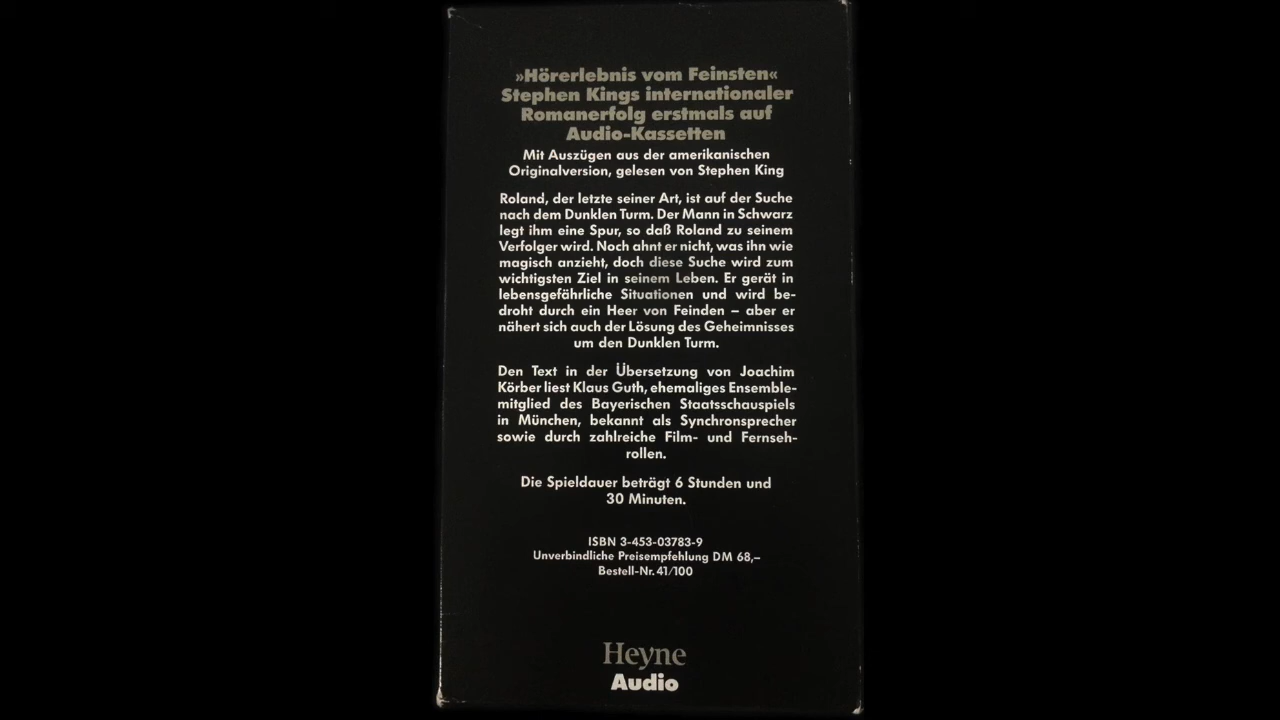 »Hörerlebnis vom Feinsten«
Stephen Kings internationaler
Romanerfolg erstmals auf
Audio-Kassetten
Mit Auszügen aus der amerikanischen
Originalversion, gelesen von Stephen King
Roland, der letzte seiner Art, ist auf der Suche
nach dem Dunklen Turm. Der Mann in Schwarz
legt ihm eine Spur, so daß Roland zu seinem
Verfolger wird. Noch ahnt er nicht, was ihn wie
magisch anzieht, doch diese Suche wird zum
wichtigsten Ziel in seinem Leben. Er gerät in
lebensgefährliche Situationen und wird be-
droht durch ein Heer von Feinden – aber er
nähert sich auch der Lösung des Geheimnisses
um den Dunklen Turm.
Den Text in der Übersetzung von Joachim
Körber liest Klaus Guth, ehemaliges Ensemble-
mitglied des Bayerischen Staatsschauspiels
in München, bekannt als Synchronsprecher
sowie durch zahlreiche Film- und Fernseh-
rollen.
Die Spieldauer beträgt 6 Stunden und
30 Minuten.
ISBN 3-453-03783-9
Unverbindliche Preisempfehlung DM 68,–
Bestell-Nr. 41/100
Heyne
Audio